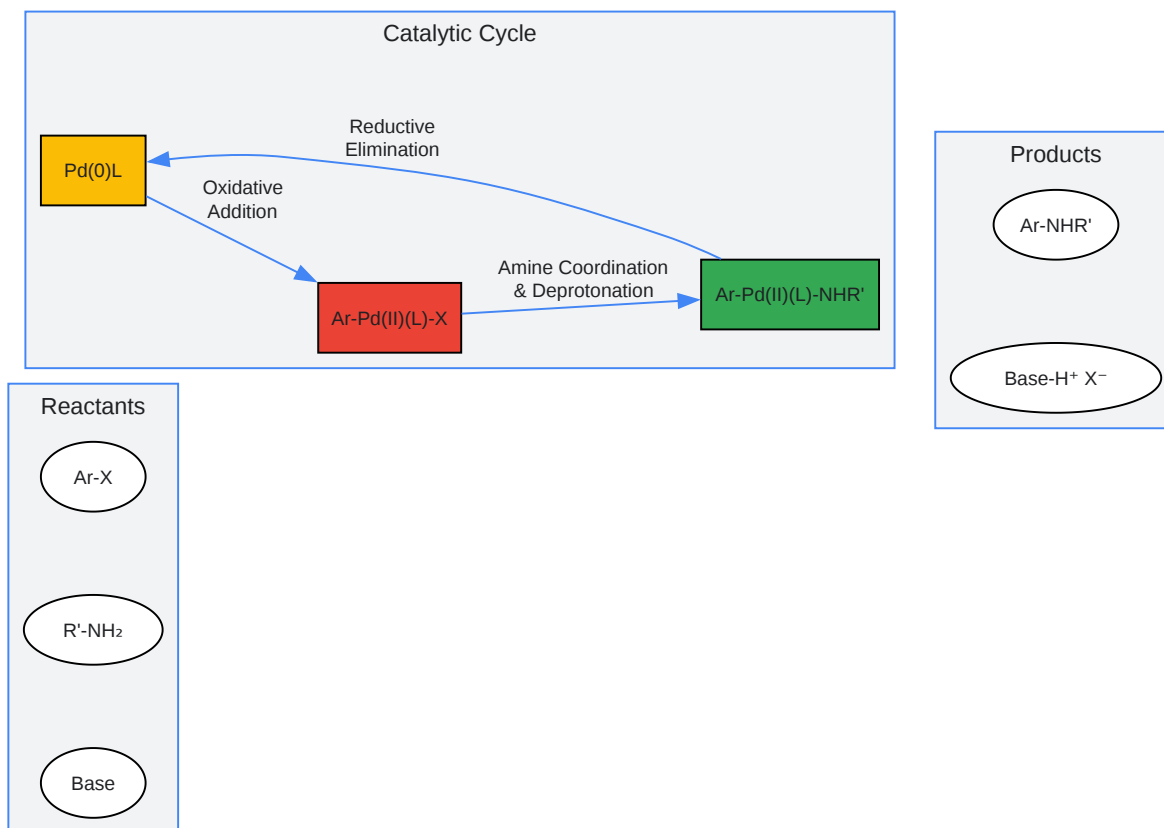 Catalytic Cycle
Reductive
Elimination
Pd(0)L
Oxidative
Addition
Amine Coordination
& Deprotonation
Ar-Pd(II)(L)-X
Ar-Pd(II)(L)-NHR'
Products
Ar-NHR'
Base-H⁺ X⁻
Reactants
Ar-X
R'-NH₂
Base